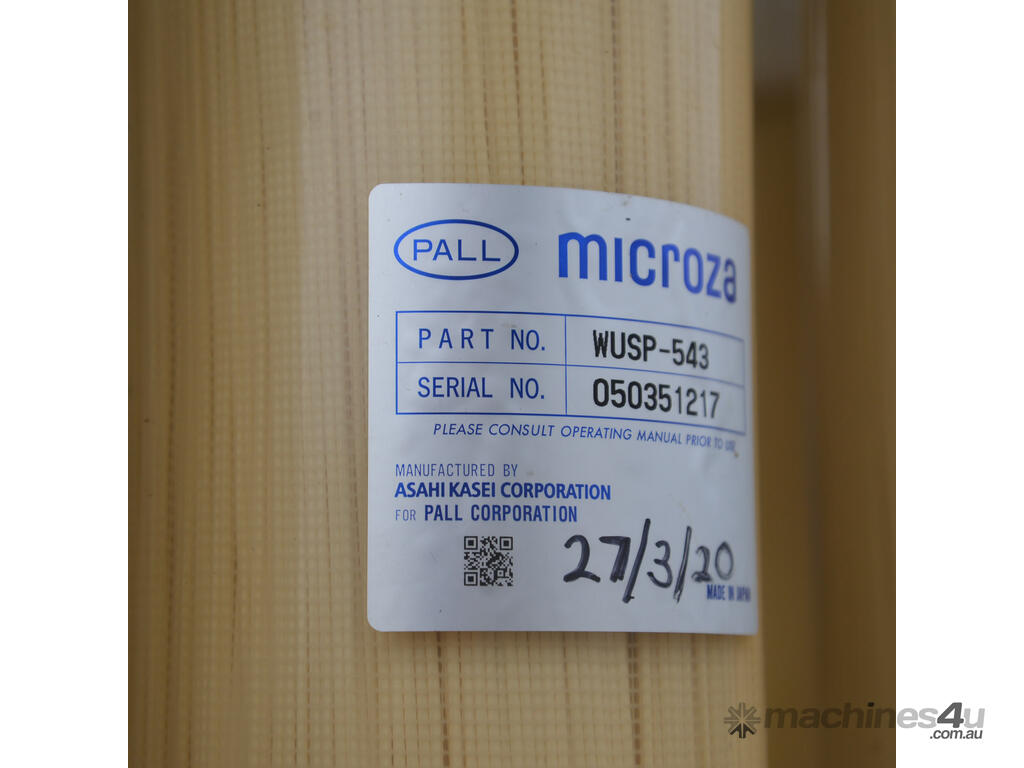 PALL microza
PART NO. WUSP-543
SERIAL NO. 050351217
PLEASE CONSULT OPERATING MANUAL PRIOR TO USE
MANUFACTURED BY
ASAHI KASEI CORPORATION
FOR PALL CORPORATION
27/3/20
MADE IN JAPAN
machines4u
.com.au